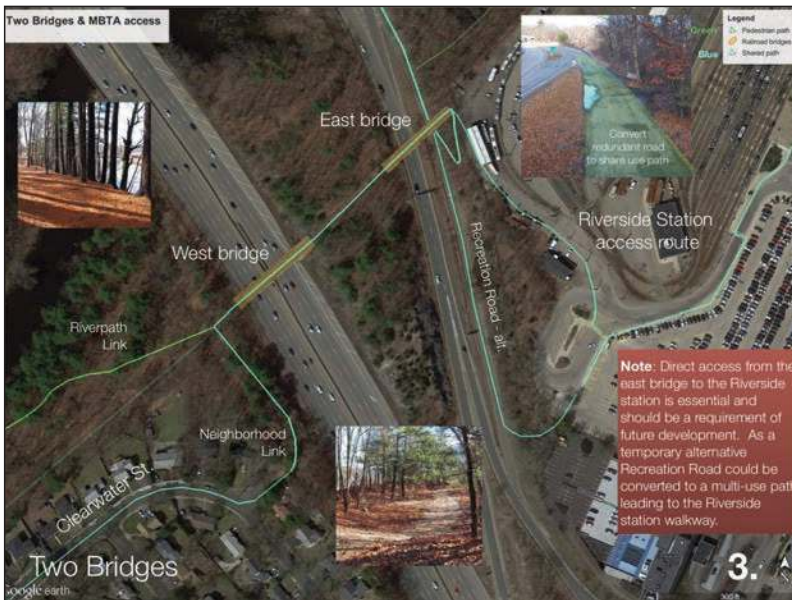 Two Bridges & MBTA access
Legend
Pedestrian path
Railroad bridges
Shared path
Green
Blue
Convert
redundant road
to share use path
East bridge
West bridge
Riverside Station
access route
Recreation Road - alt.
Riverpath
Link
Neighborhood
Link
Clearwater St.
Note: Direct access from the
east bridge to the Riverside
station is essential and
should be a requirement of
future development. As a
temporary alternative
Recreation Road could be
converted to a multi-use path
leading to the Riverside
station walkway.
Two Bridges
3.
Google earth